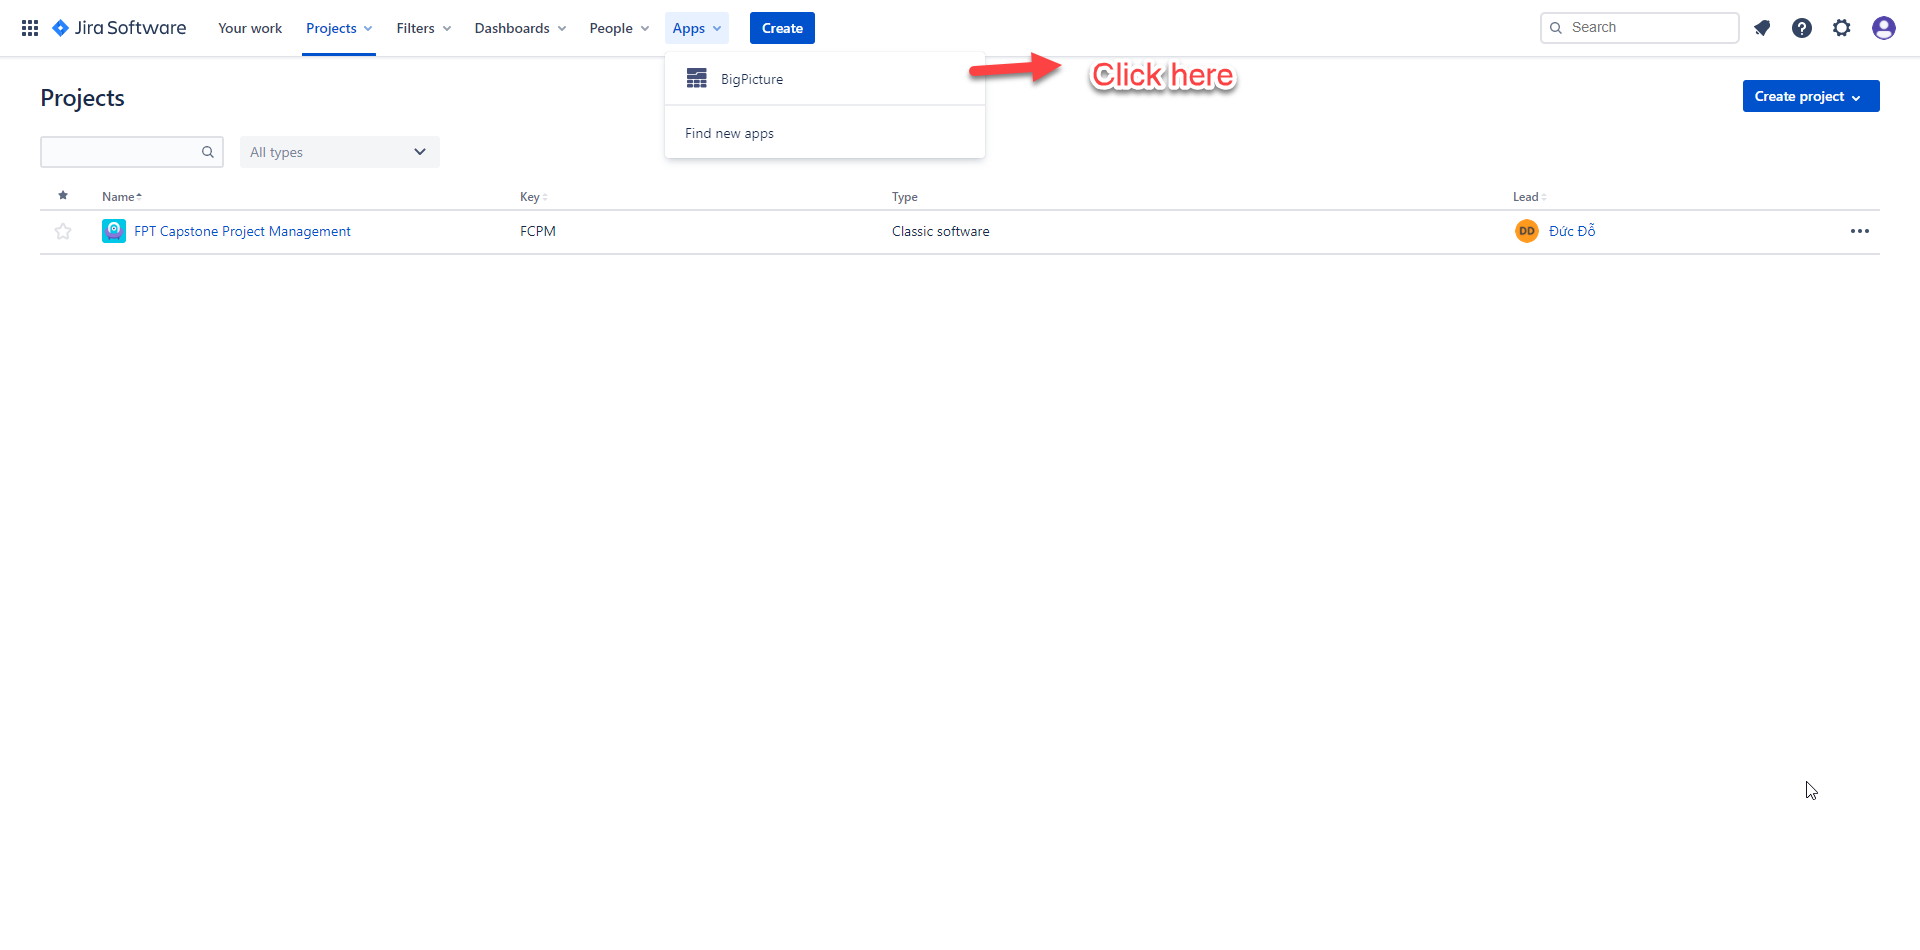 Jira Software Your work Projects Filters Dashboards People Apps Create Search
BigPicture
Click here
Projects
Create project
Find new apps
All types
Name Key Type Lead
FPT Capstone Project Management FCPM Classic software DD Đức Đỗ